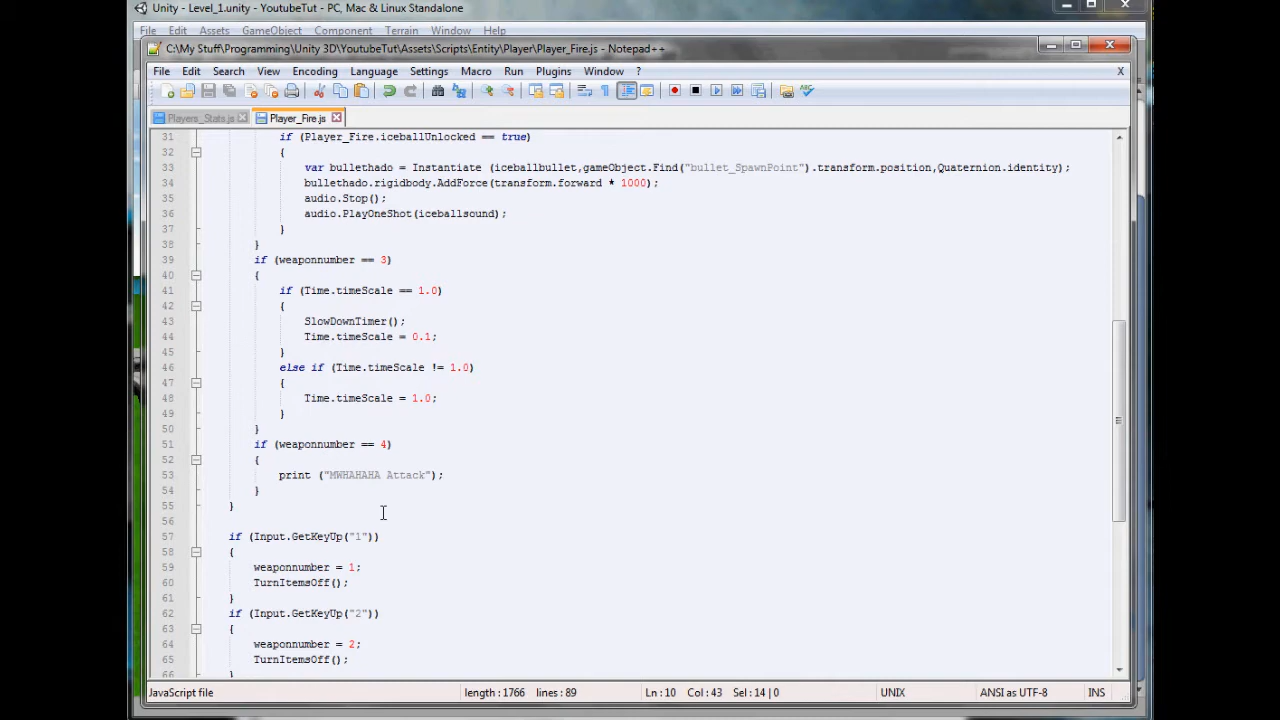 Unity - Level_1.unity - YoutubeTut - PC, Mac & Linux Standalone
File Edit Assets GameObject Component Terrain Window Help
C:\My Stuff\Programming\Unity 3D\YoutubeTut\Assets\Scripts\Entity\Player\Player_Fire.js - Notepad++
File Edit Search View Encoding Language Settings Macro Run Plugins Window ? X
Players_Stats.js Player_Fire.js
31 if (Player_Fire.iceballUnlocked == true)
32 {
33 var bullethado = Instantiate (iceballbullet,gameObject.Find("bullet_SpawnPoint").transform.position,Quaternion.identity);
34 bullethado.rigidbody.AddForce(transform.forward * 1000);
35 audio.Stop();
36 audio.PlayOneShot(iceballsound);
37 }
38 }
39 if (weaponnumber == 3)
40 {
41 if (Time.timeScale == 1.0)
42 {
43 SlowDownTimer();
44 Time.timeScale = 0.1;
45 }
46 else if (Time.timeScale != 1.0)
47 {
48 Time.timeScale = 1.0;
49 }
50 }
51 if (weaponnumber == 4)
52 {
53 print ("MWHAHAHA Attack");
54 }
55 }
56
57 if (Input.GetKeyUp("1"))
58 {
59 weaponnumber = 1;
60 TurnItemsOff();
61 }
62 if (Input.GetKeyUp("2"))
63 {
64 weaponnumber = 2;
65 TurnItemsOff();
66 }
JavaScript file length : 1766 lines : 89 Ln : 10 Col : 43 Sel : 14 | 0 UNIX ANSI as UTF-8 INS